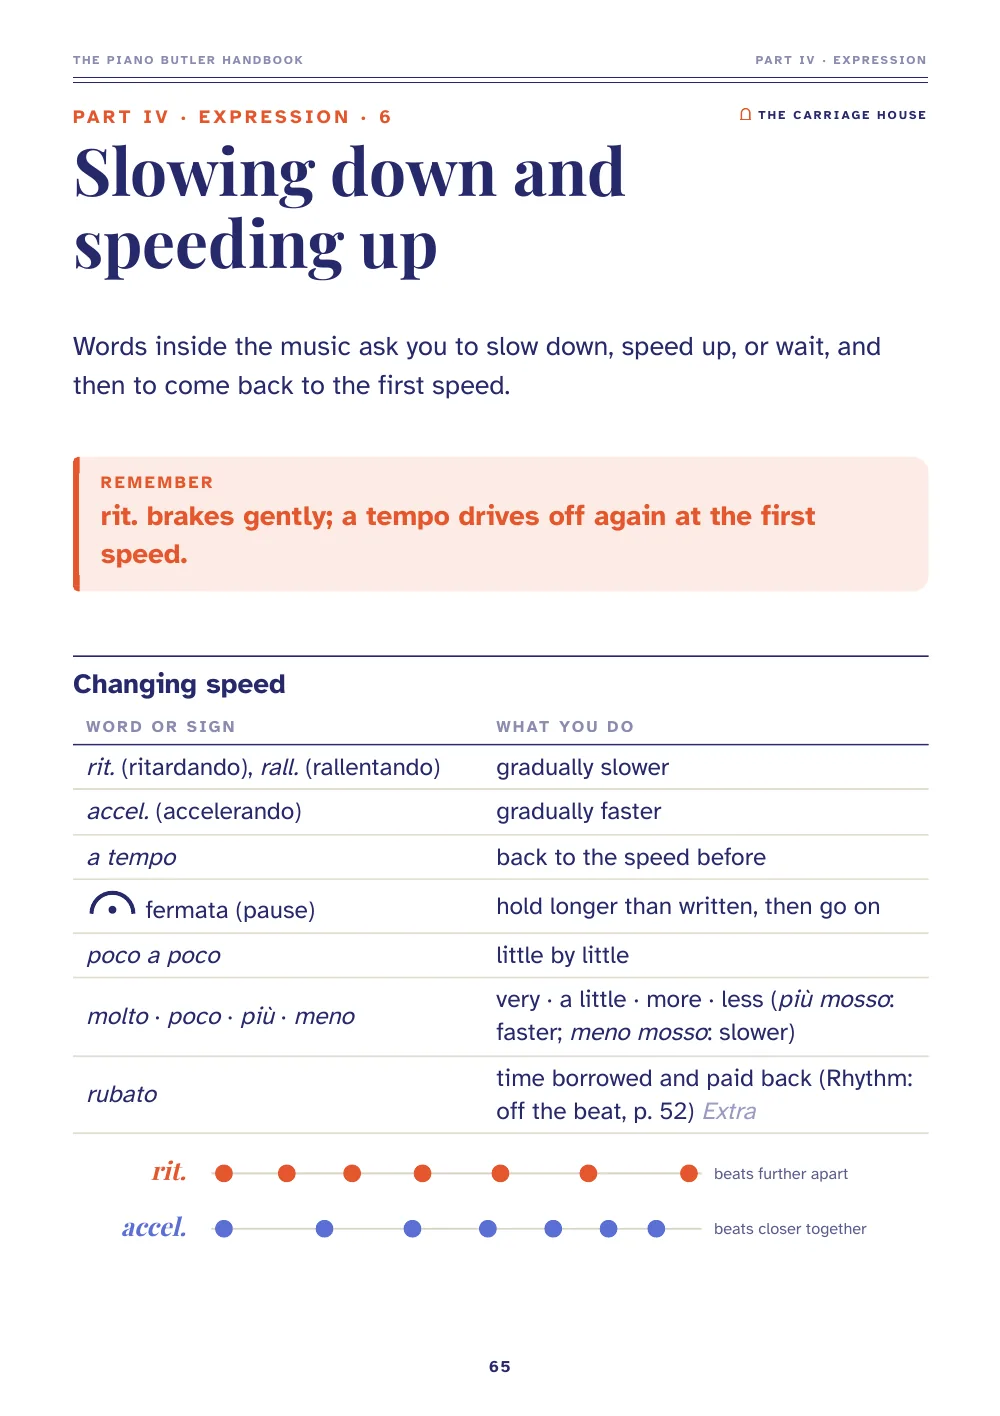 THE PIANO BUTLER HANDBOOK
PART IV · EXPRESSION
PART IV · EXPRESSION · 6
THE CARRIAGE HOUSE
Slowing down and
speeding up
Words inside the music ask you to slow down, speed up, or wait, and
then to come back to the first speed.
REMEMBER
rit. brakes gently; a tempo drives off again at the first
speed.
Changing speed
WORD OR SIGN
WHAT YOU DO
rit. (ritardando), rall. (rallentando)
gradually slower
accel. (accelerando)
gradually faster
a tempo
back to the speed before
fermata (pause)
hold longer than written, then go on
poco a poco
little by little
molto · poco · più · meno
very · a little · more · less (più mosso:
faster; meno mosso: slower)
rubato
time borrowed and paid back (Rhythm:
off the beat, p. 52) Extra
rit.
beats further apart
accel.
beats closer together
65